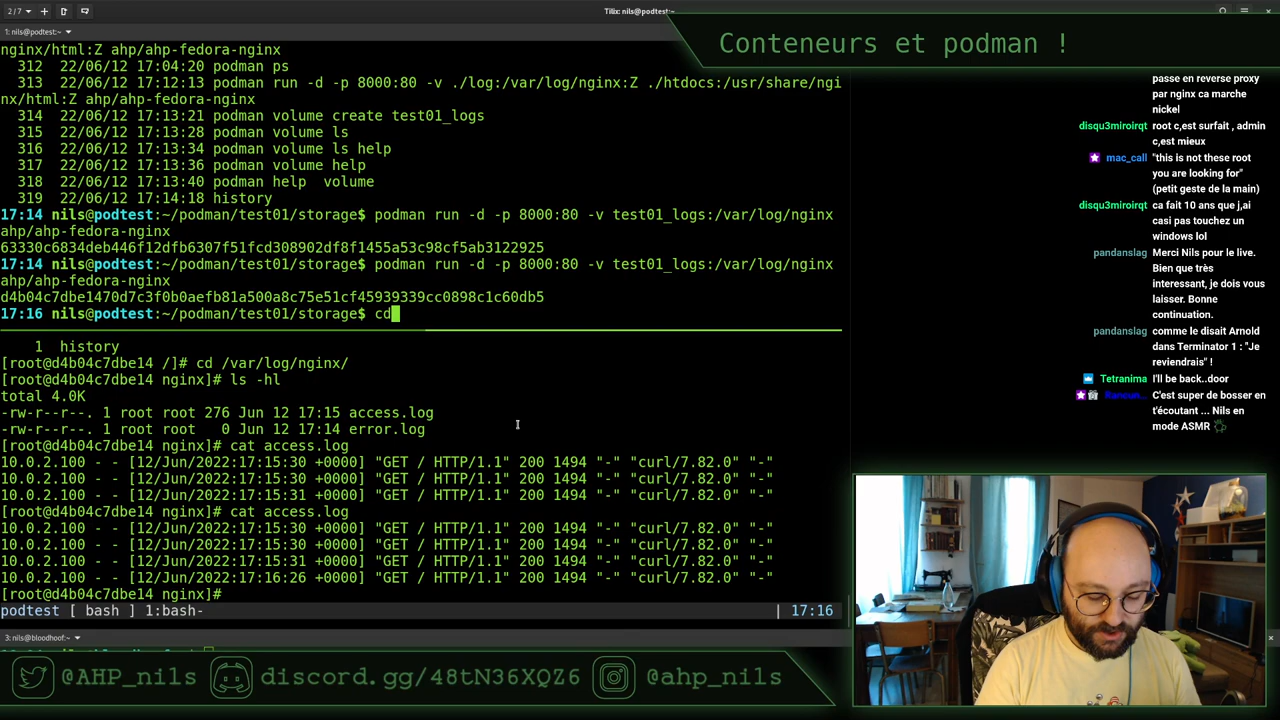 2/7
Tilix: nils@podtest:~
1: nils@podtest:~
Conteneurs et podman !
nginx/html:Z ahp/ahp-fedora-nginx
312  22/06/12 17:04:20 podman ps
313  22/06/12 17:12:13 podman run -d -p 8000:80 -v ./log:/var/log/nginx:Z ./htdocs:/usr/share/ngi
nx/html:Z ahp/ahp-fedora-nginx
314  22/06/12 17:13:21 podman volume create test01_logs
315  22/06/12 17:13:28 podman volume ls
316  22/06/12 17:13:34 podman volume ls help
317  22/06/12 17:13:36 podman volume help
318  22/06/12 17:13:40 podman help  volume
319  22/06/12 17:14:18 history
17:14 nils@podtest:~/podman/test01/storage$ podman run -d -p 8000:80 -v test01_logs:/var/log/nginx
ahp/ahp-fedora-nginx
63330c6834deb446f12dfb6307f51fcd308902df8f1455a53c98cf5ab3122925
17:14 nils@podtest:~/podman/test01/storage$ podman run -d -p 8000:80 -v test01_logs:/var/log/nginx
ahp/ahp-fedora-nginx
d4b04c7dbe1470d7c3f0b0aefb81a500a8c75e51cf45939339cc0898c1c60db5
17:16 nils@podtest:~/podman/test01/storage$ cd
1  history
[root@d4b04c7dbe14 /]# cd /var/log/nginx/
[root@d4b04c7dbe14 nginx]# ls -hl
total 4.0K
-rw-r--r--. 1 root root 276 Jun 12 17:15 access.log
-rw-r--r--. 1 root root   0 Jun 12 17:14 error.log
[root@d4b04c7dbe14 nginx]# cat access.log
10.0.2.100 - - [12/Jun/2022:17:15:30 +0000] "GET / HTTP/1.1" 200 1494 "-" "curl/7.82.0" "-"
10.0.2.100 - - [12/Jun/2022:17:15:30 +0000] "GET / HTTP/1.1" 200 1494 "-" "curl/7.82.0" "-"
10.0.2.100 - - [12/Jun/2022:17:15:31 +0000] "GET / HTTP/1.1" 200 1494 "-" "curl/7.82.0" "-"
[root@d4b04c7dbe14 nginx]# cat access.log
10.0.2.100 - - [12/Jun/2022:17:15:30 +0000] "GET / HTTP/1.1" 200 1494 "-" "curl/7.82.0" "-"
10.0.2.100 - - [12/Jun/2022:17:15:30 +0000] "GET / HTTP/1.1" 200 1494 "-" "curl/7.82.0" "-"
10.0.2.100 - - [12/Jun/2022:17:15:31 +0000] "GET / HTTP/1.1" 200 1494 "-" "curl/7.82.0" "-"
10.0.2.100 - - [12/Jun/2022:17:16:26 +0000] "GET / HTTP/1.1" 200 1494 "-" "curl/7.82.0" "-"
[root@d4b04c7dbe14 nginx]#
podtest [ bash ] 1:bash- | 17:16
3: nils@bloodhoof:~
passe en reverse proxy
par nginx ca marche
nickel
disqu3miroirqt root c,est surfait , admin
c,est mieux
mac_call "this is not these root
you are looking for"
(petit geste de la main)
disqu3miroirqt ca fait 10 ans que j,ai
casi pas touchez un
windows lol
pandanslag Merci Nils pour le live.
Bien que très
interessant, je dois vous
laisser. Bonne
continuation.
pandanslag comme le disait Arnold
dans Terminator 1 : "Je
reviendrais" !
Tetranima I'll be back..door
C'est super de bosser en
t'écoutant ... Nils en
mode ASMR
@AHP_nils discord.gg/48tN36XQZ6 @ahp_nils